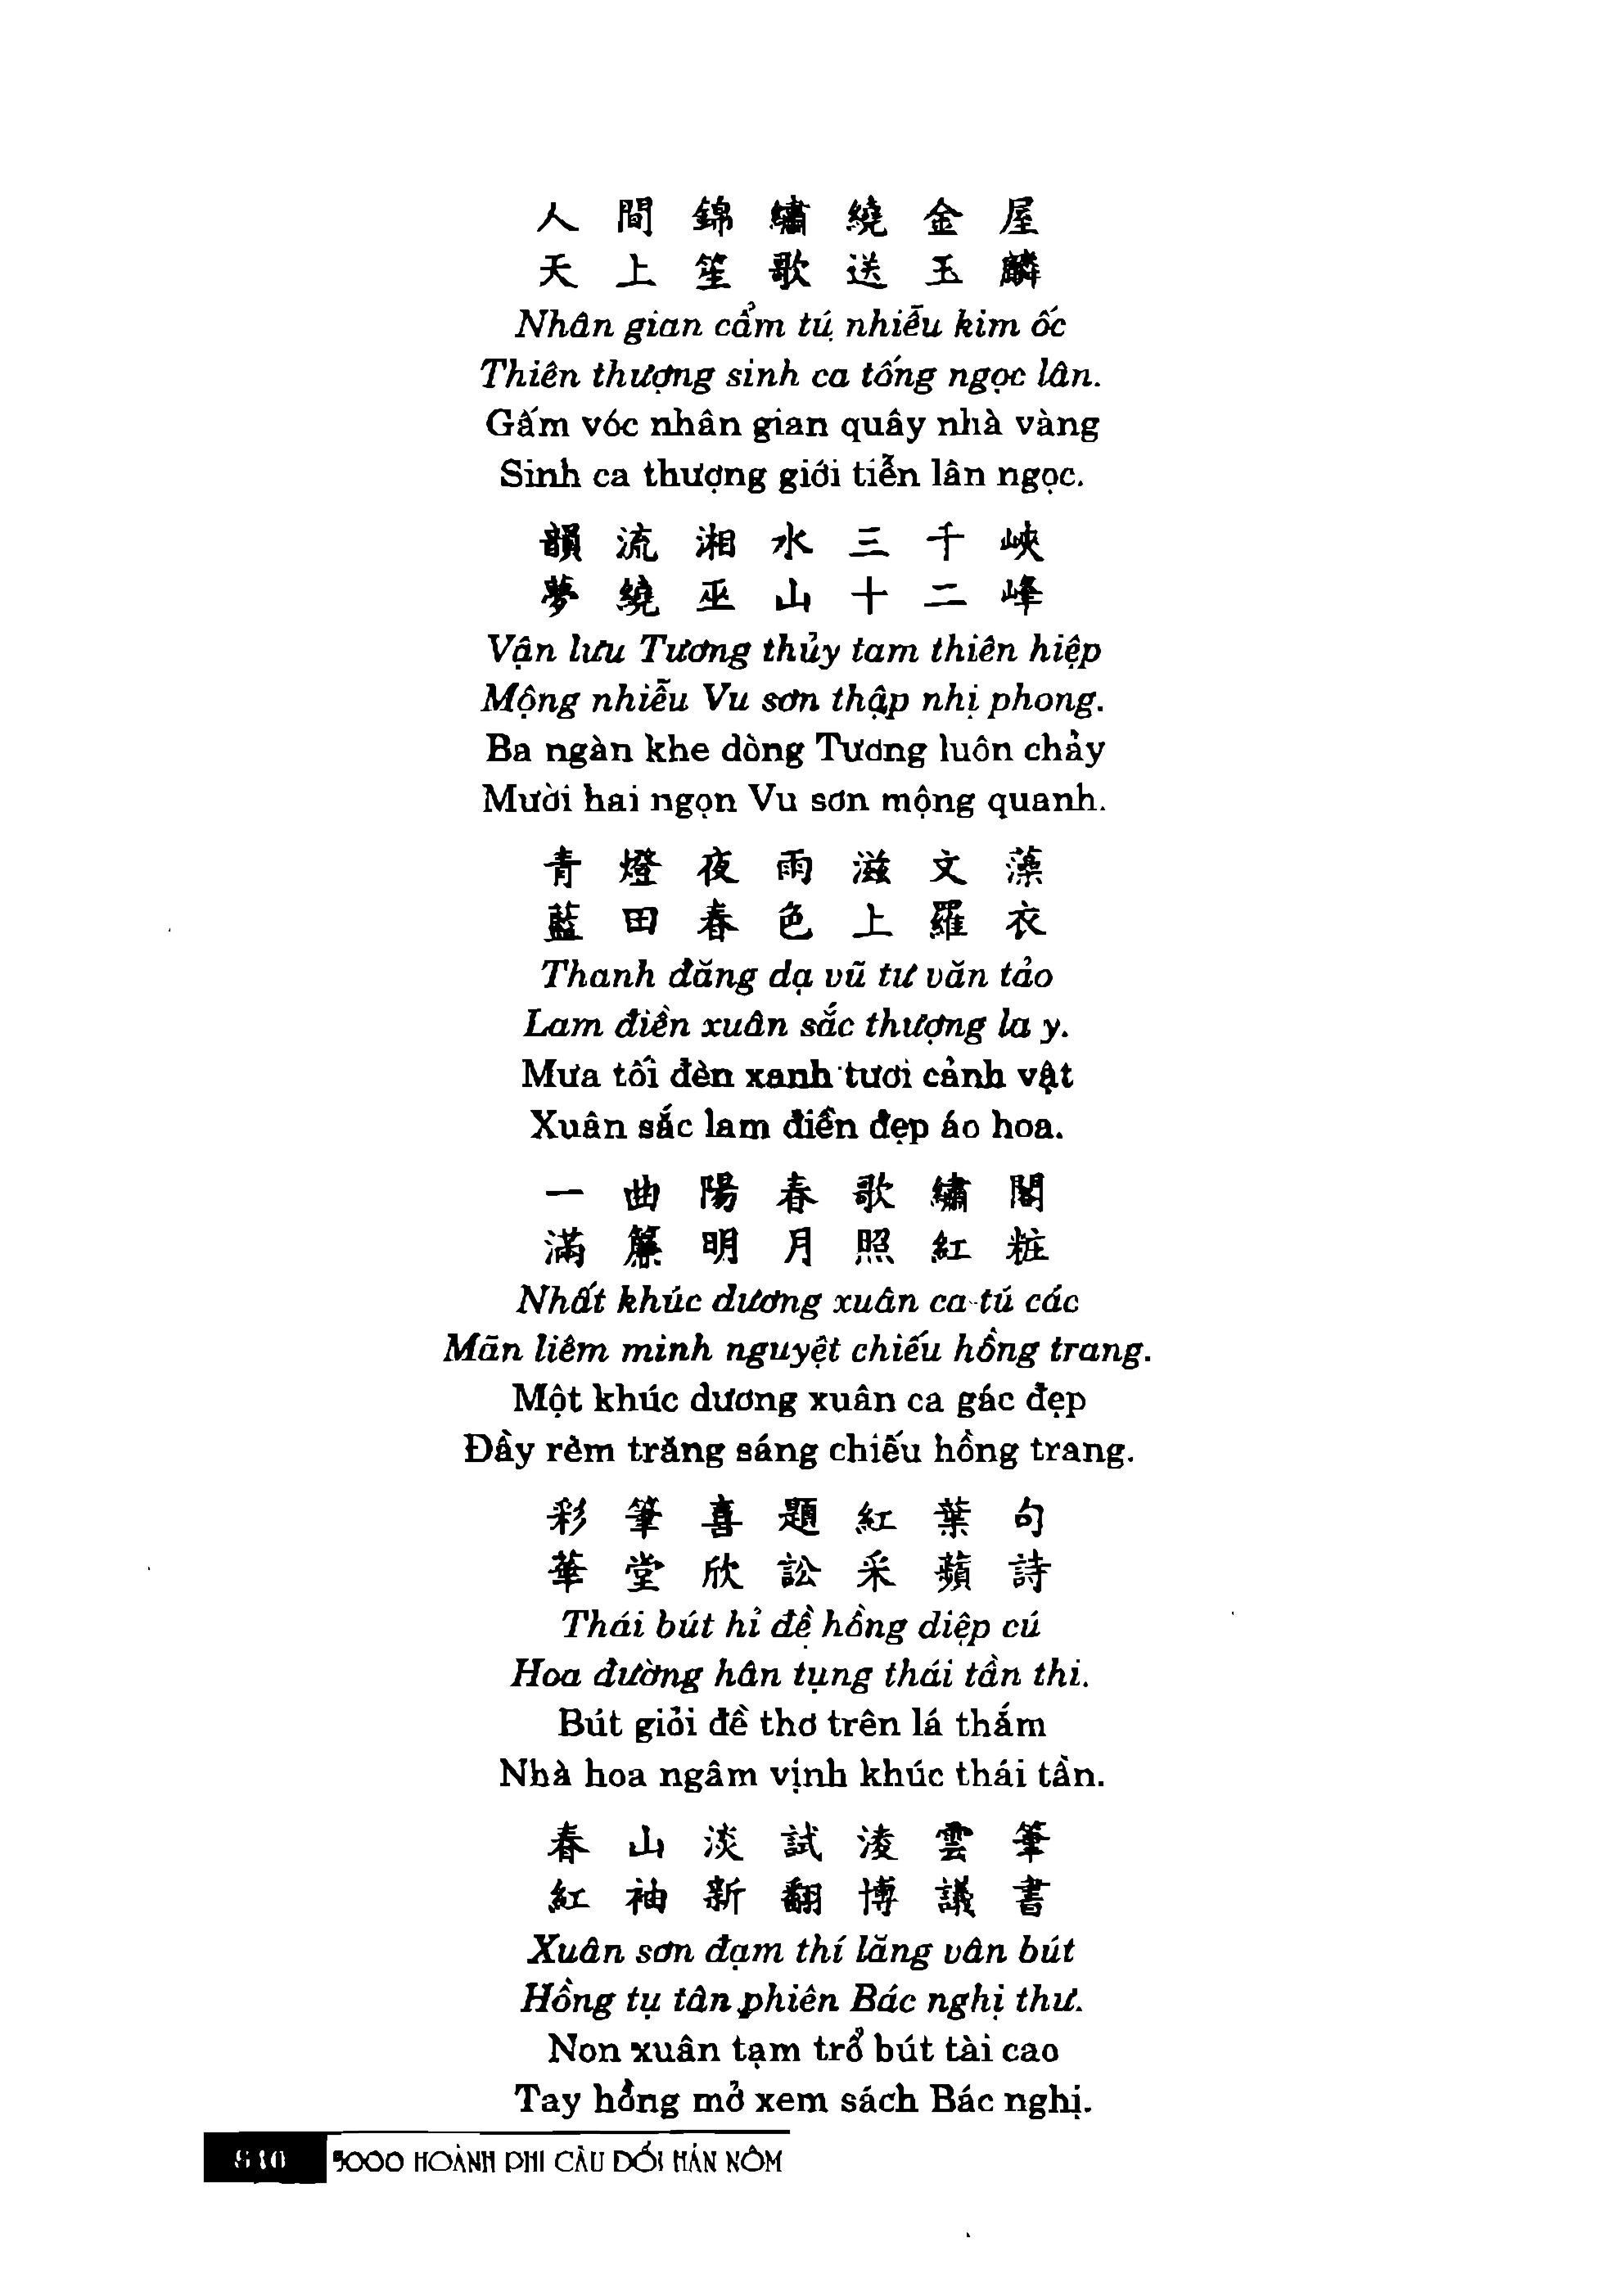 人間錦繡繞金屋
天上笙歌送玉麟
Nhân gian cẩm tú nhiễu kim ốc
Thiên thượng sinh ca tống ngọc lân.
Gấm vóc nhân gian quây nhà vàng
Sinh ca thượng giới tiễn lân ngọc.
韻流湘水三千峽
夢繞巫山十二峰
Vận lưu Tương thủy tam thiên hiệp
Mộng nhiễu Vu sơn thập nhị phong.
Ba ngàn khe dòng Tương luôn chảy
Mười hai ngọn Vu sơn mộng quanh.
青燈夜雨滋文藻
藍田春色上羅衣
Thanh đăng dạ vũ tư văn tảo
Lam điền xuân sắc thượng la y.
Mưa tối đèn xanh tươi cảnh vật
Xuân sắc lam điền đẹp áo hoa.
一曲陽春歌繡閣
滿簾明月照紅粧
Nhất khúc dương xuân ca tú các
Mãn liêm minh nguyệt chiếu hồng trang.
Một khúc dương xuân ca gác đẹp
Đầy rèm trăng sáng chiếu hồng trang.
彩筆喜題紅葉句
華堂欣訟采蘋詩
Thái bút hỉ đề hồng diệp cú
Hoa đường hân tụng thái tần thi.
Bút giỏi đề thơ trên lá thắm
Nhà hoa ngâm vịnh khúc thái tần.
春山淡試淩雲筆
紅袖新翻博議書
Xuân sơn đạm thí lăng vân bút
Hồng tụ tân phiên Bác nghị thư.
Non xuân tạm trổ bút tài cao
Tay hồng mở xem sách Bác nghị.
5000 HOÀNH PHI CÂU ĐỐI HÁN NÔM